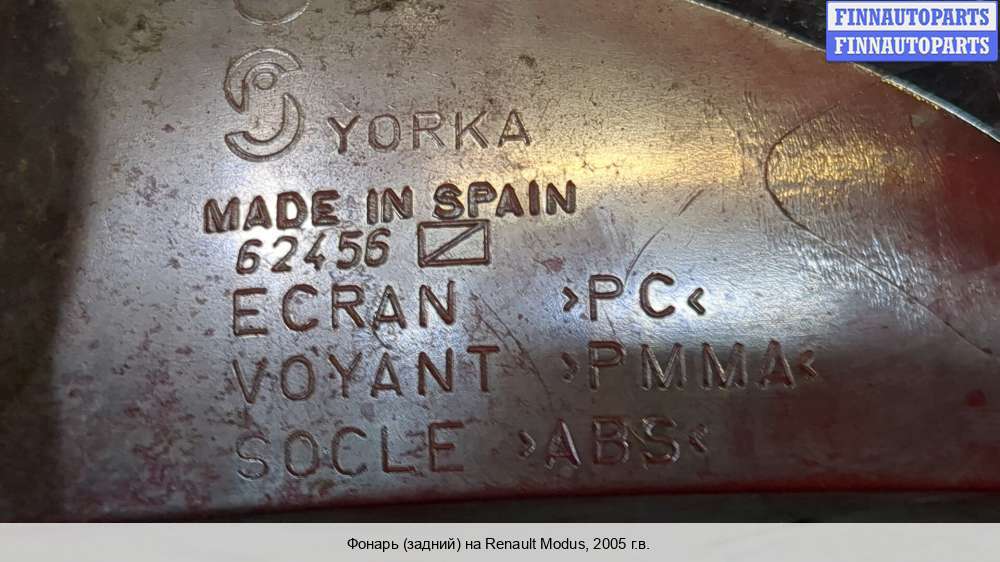 FINNAUTOPARTS
FINNAUTOPARTS
YORKA
MADE IN SPAIN
62456
ECRAN >PC<
VOYANT >PMMA<
SOCLE >ABS<
Фонарь (задний) на Renault Modus, 2005 г.в.